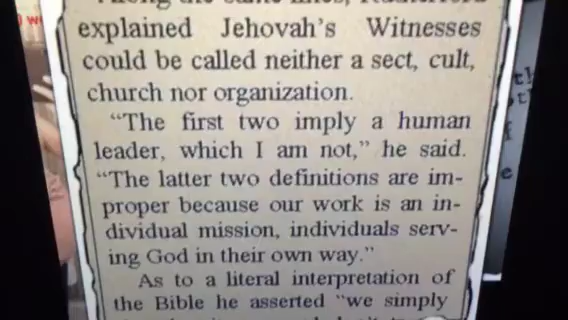 explained Jehovah's Witnesses
could be called neither a sect, cult,
church nor organization.
"The first two imply a human
leader, which I am not," he said.
"The latter two definitions are im-
proper because our work is an in-
dividual mission, individuals serv-
ing God in their own way."
As to a literal interpretation of
the Bible he asserted "we simply